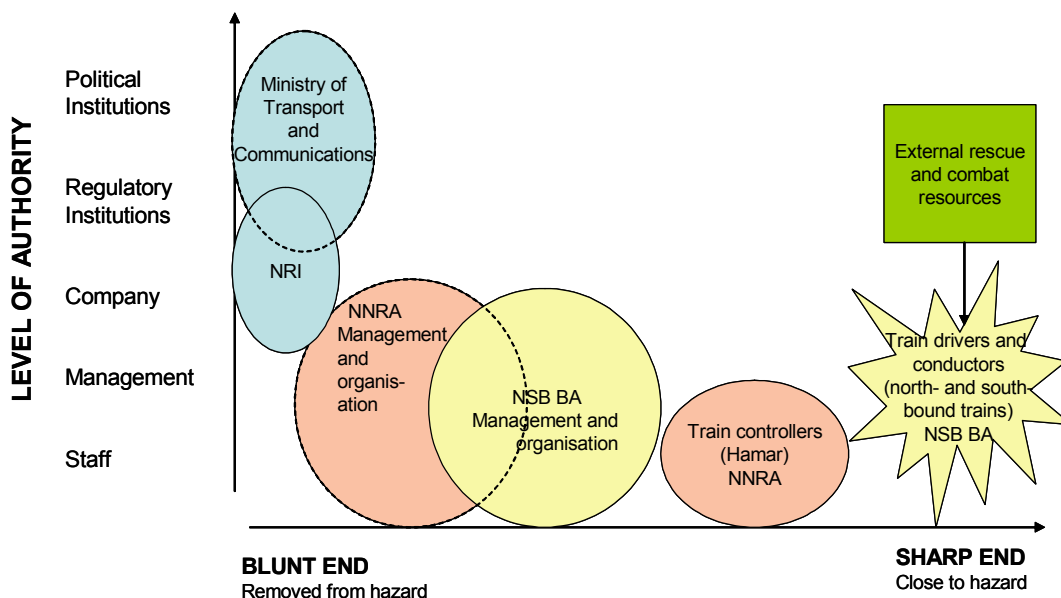 LEVEL OF AUTHORITY
Political
Institutions
Regulatory
Institutions
Company
Management
Staff
Ministry of
Transport
and
Communications
NRI
NNRA
Management
and
organis-
ation
NSB BA
Management and
organisation
Train controllers
(Hamar)
NNRA
External rescue
and combat
resources
Train drivers and
conductors
(north- and south-
bound trains)
NSB BA
BLUNT END
Removed from hazard
SHARP END
Close to hazard